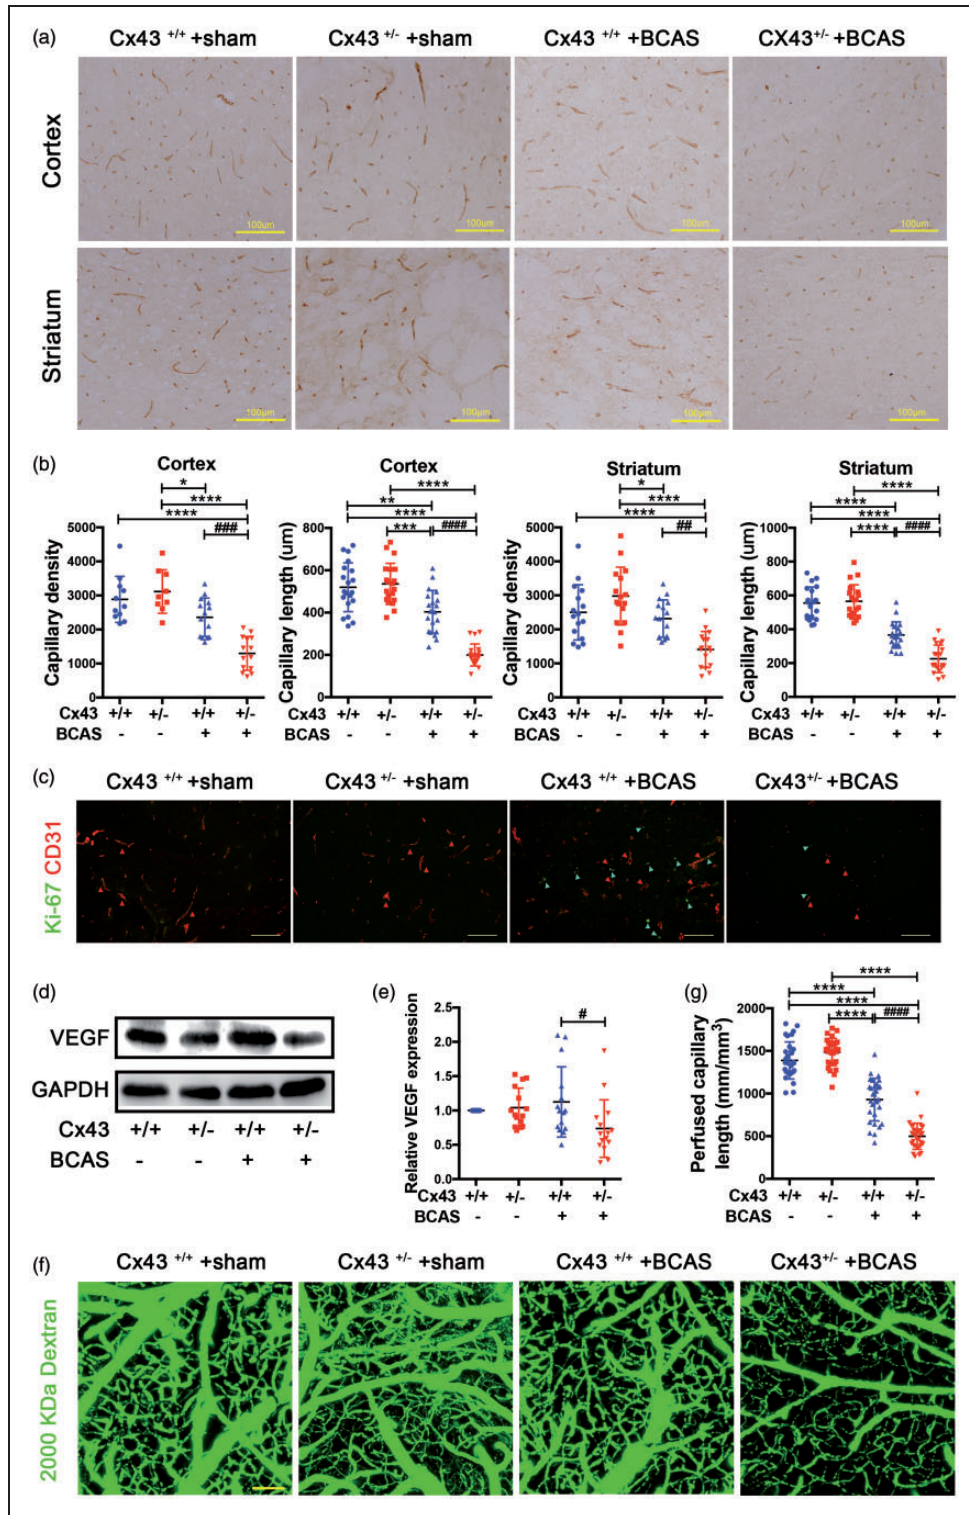 (a)
Cx43 +/+ +sham Cx43 +/- +sham Cx43 +/+ +BCAS CX43+/- +BCAS
Cortex
100um 100um 100um 100um
Striatum
100µm 100µm 100µm 100µm
(b)
Cortex Cortex Striatum Striatum
* **** **** ###
**** ** **** *** ####
* **** **** ##
**** **** **** **** ####
Capillary density
5000
4000
3000
2000
1000
0
Capillary length (um)
800
600
400
200
0
Capillary density
5000
4000
3000
2000
1000
0
Capillary length (um)
1000
800
600
400
200
0
Cx43 +/+ +/- +/+ +/- Cx43 +/+ +/- +/+ +/- Cx43 +/+ +/- +/+ +/- Cx43 +/+ +/- +/+ +/-
BCAS - - + + BCAS - - + + BCAS - - + + BCAS - - + +
(c)
Cx43 +/+ +sham Cx43 +/- +sham Cx43 +/+ +BCAS Cx43+/- +BCAS
Ki-67 CD31
(d)
VEGF
GAPDH
Cx43 +/+ +/- +/+ +/-
BCAS - - + +
(e)
#
Relative VEGF expression
2.5
2.0
1.5
1.0
0.5
0.0
Cx43 +/+ +/- +/+ +/-
BCAS - - + +
(g)
****
****
****
**** ####
Perfused capillary
length (mm/mm3)
2000
1500
1000
500
0
Cx43 +/+ +/- +/+ +/-
BCAS - - + +
(f)
Cx43 +/+ +sham Cx43 +/- +sham Cx43 +/+ +BCAS Cx43+/- +BCAS
2000 KDa Dextran